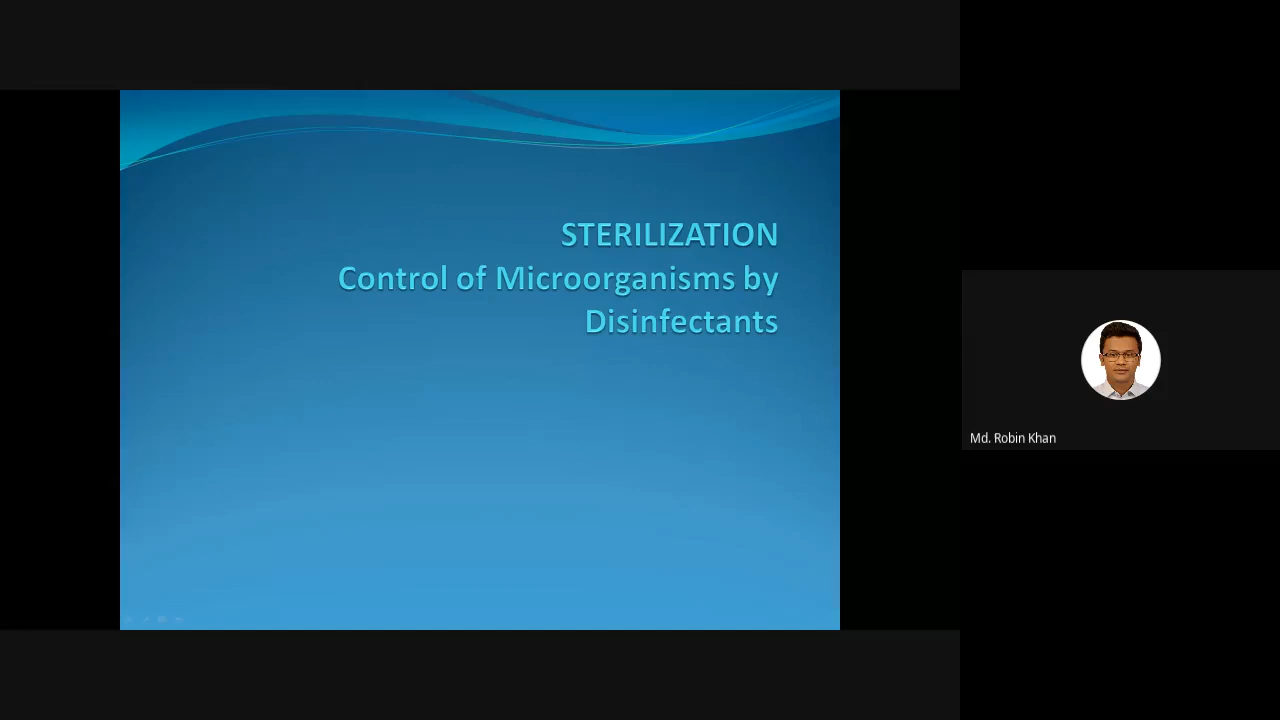 STERILIZATION
Control of Microorganisms by
Disinfectants
Md. Robin Khan